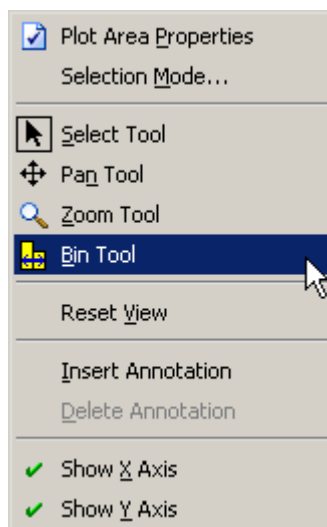 Plot Area Properties
Selection Mode...
Select Tool
Pan Tool
Zoom Tool
Bin Tool
Reset View
Insert Annotation
Delete Annotation
Show X Axis
Show Y Axis